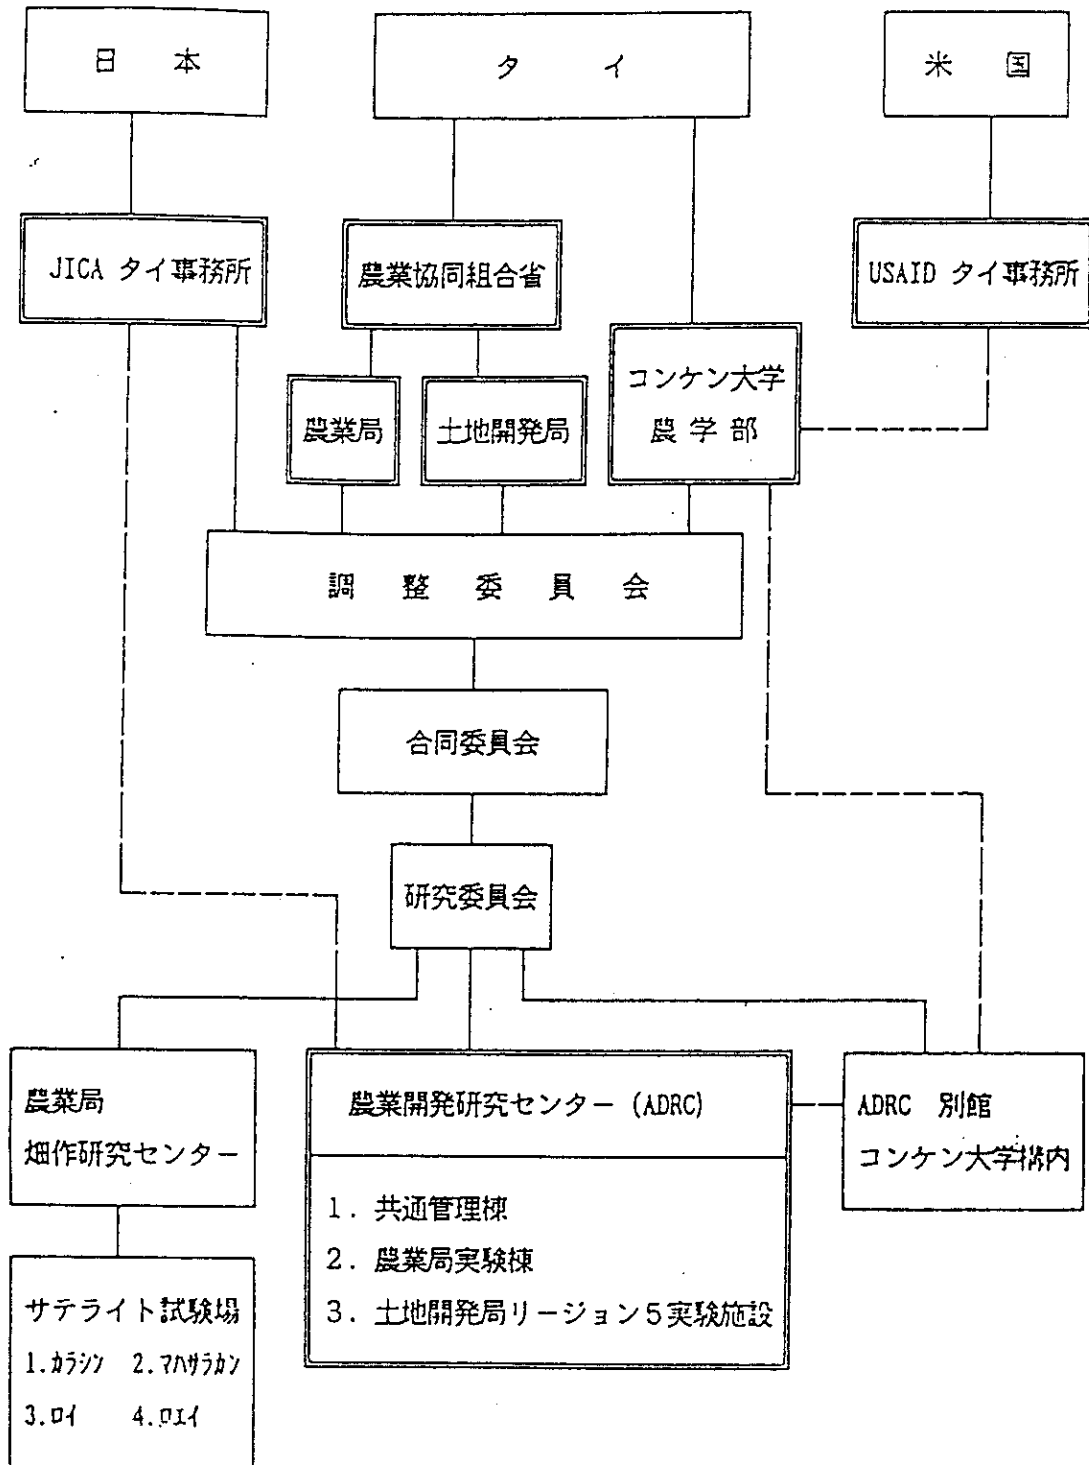 日 本
タ イ
米 国
JICA タイ事務所
農業協同組合省
USAID タイ事務所
農業局
土地開発局
コンケン大学
農 学 部
調 整 委 員 会
合同委員会
研究委員会
農業局
畑作研究センター
農業開発研究センター (ADRC)
1. 共通管理棟
2. 農業局実験棟
3. 土地開発局リージョン5実験施設
ADRC 別館
コンケン大学構内
サテライト試験場
1.ｶﾗｼﾝ 2.ﾏﾊｻﾗｶﾝ
3.ﾛｲ 4.ﾛｴｲ